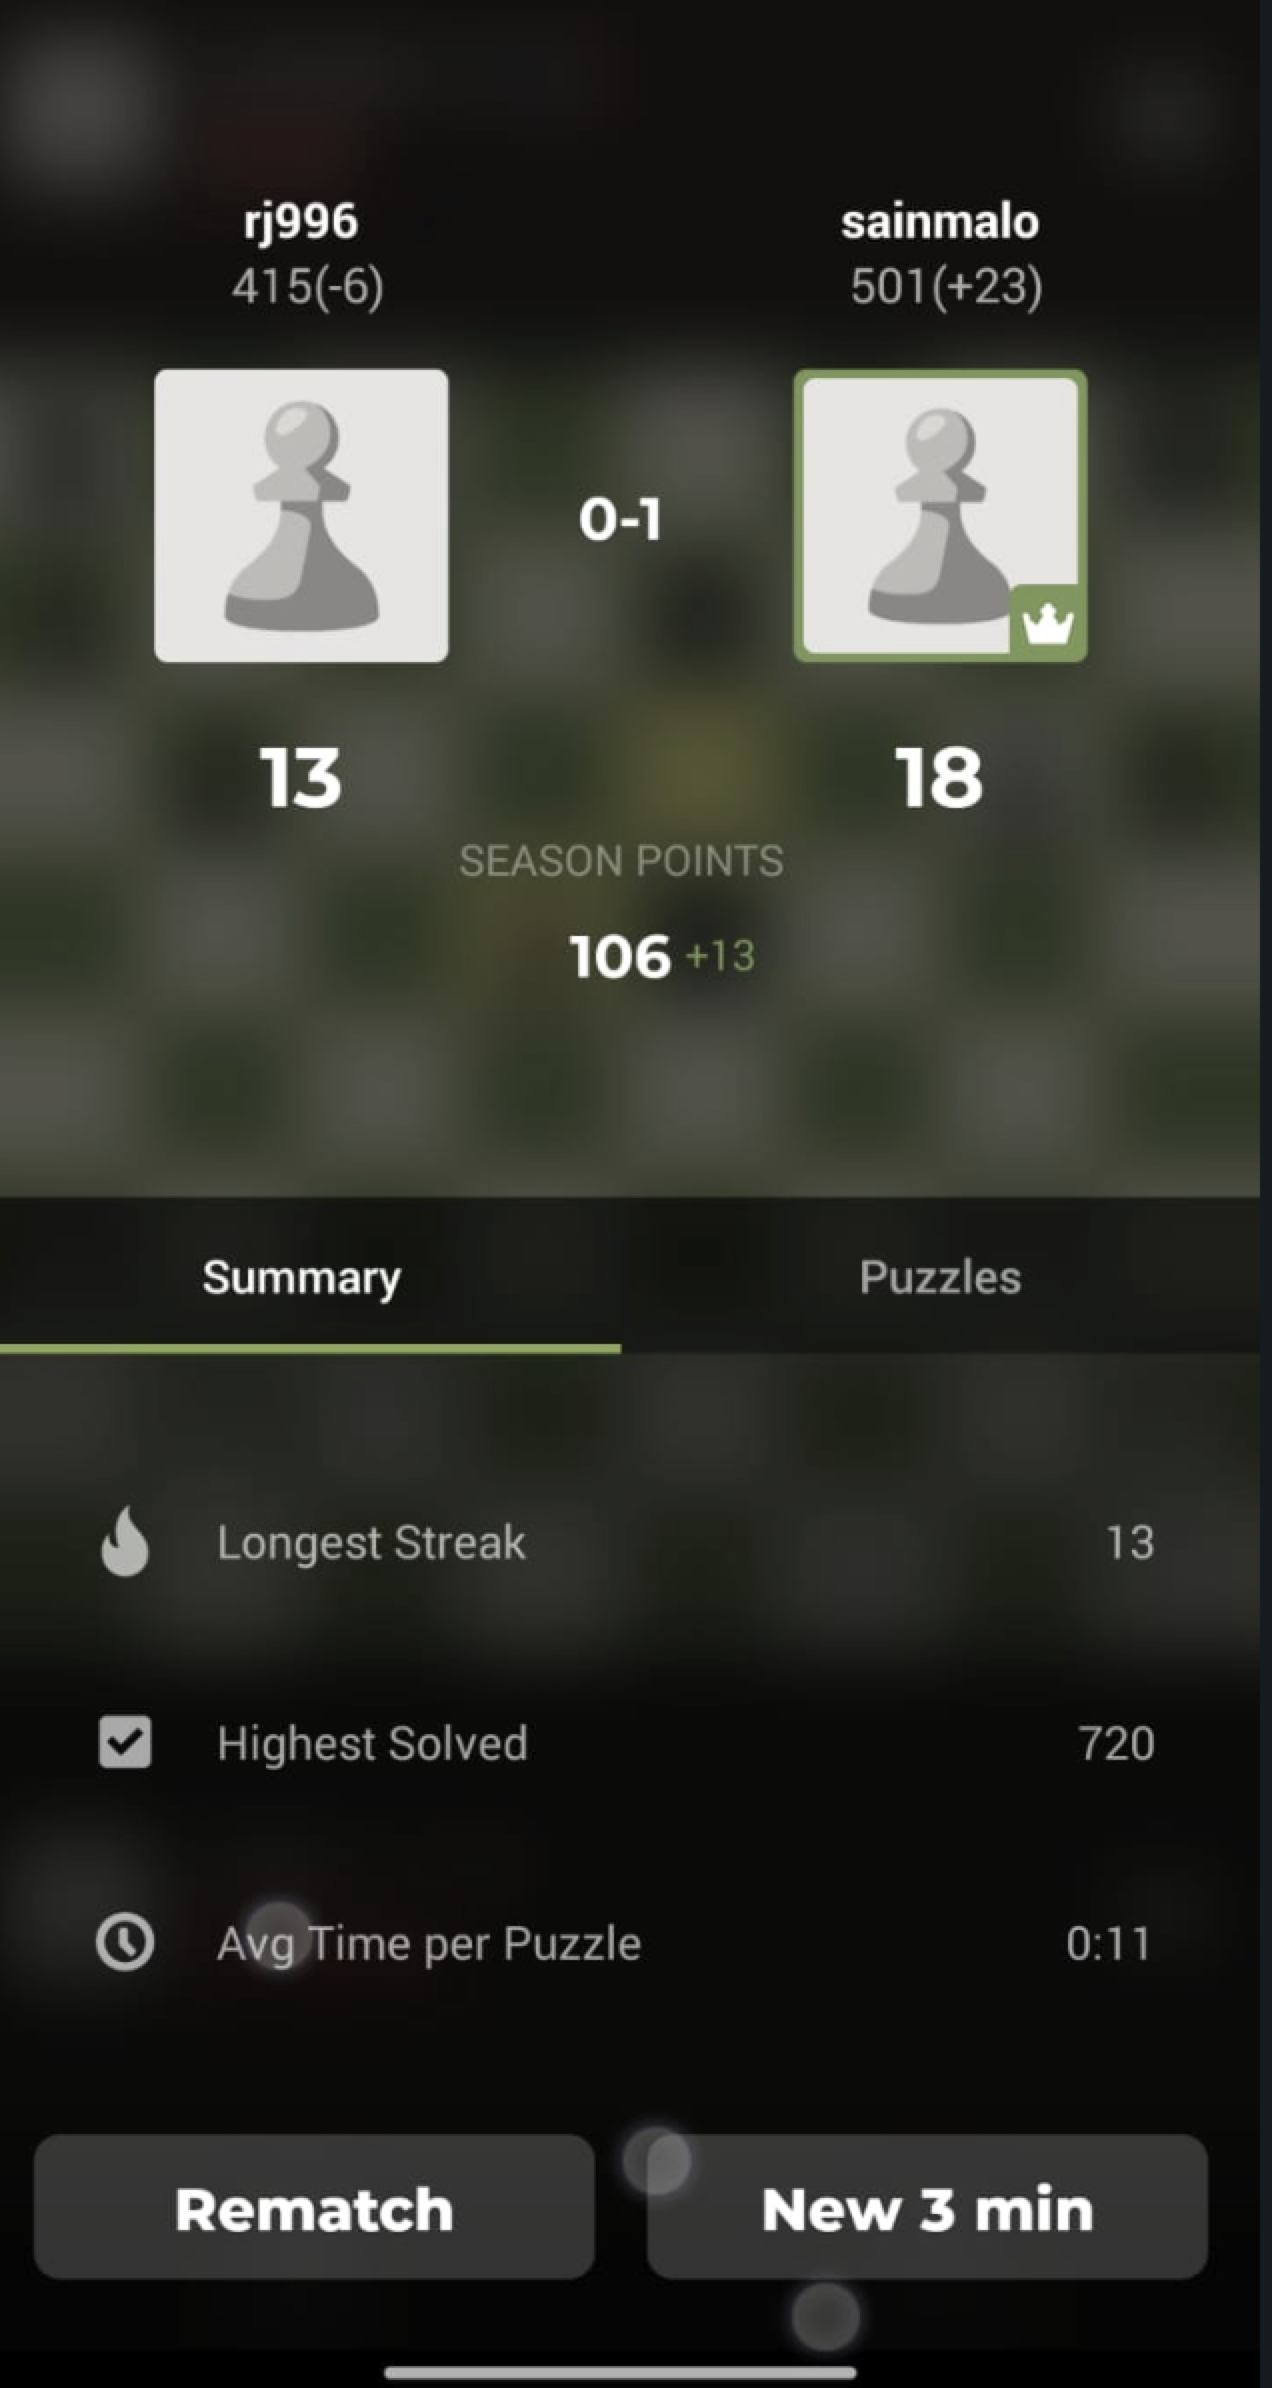 rj996
sainmalo
415(-6)
501(+23)
0-1
13
18
SEASON POINTS
106 +13
Summary
Puzzles
Longest Streak 13
Highest Solved 720
Avg Time per Puzzle 0:11
Rematch
New 3 min